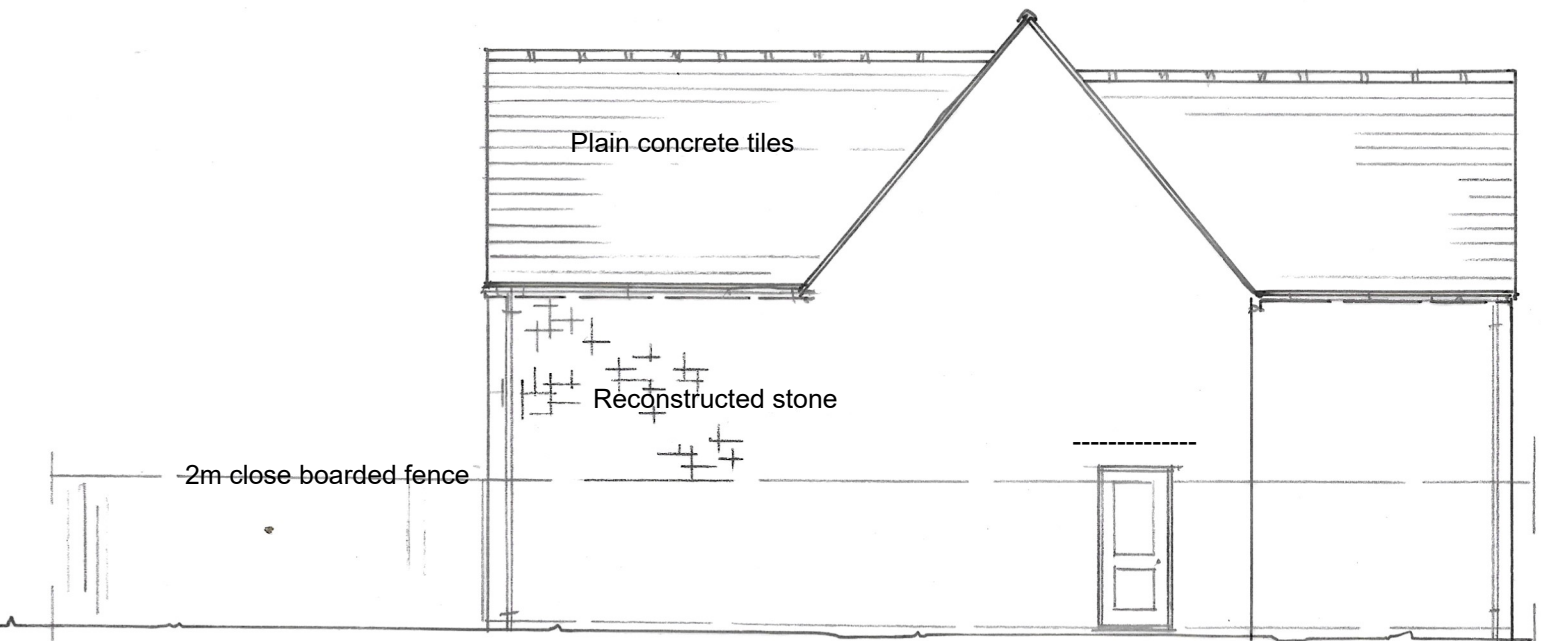 Plain concrete tiles
Reconstructed stone
2m close boarded fence